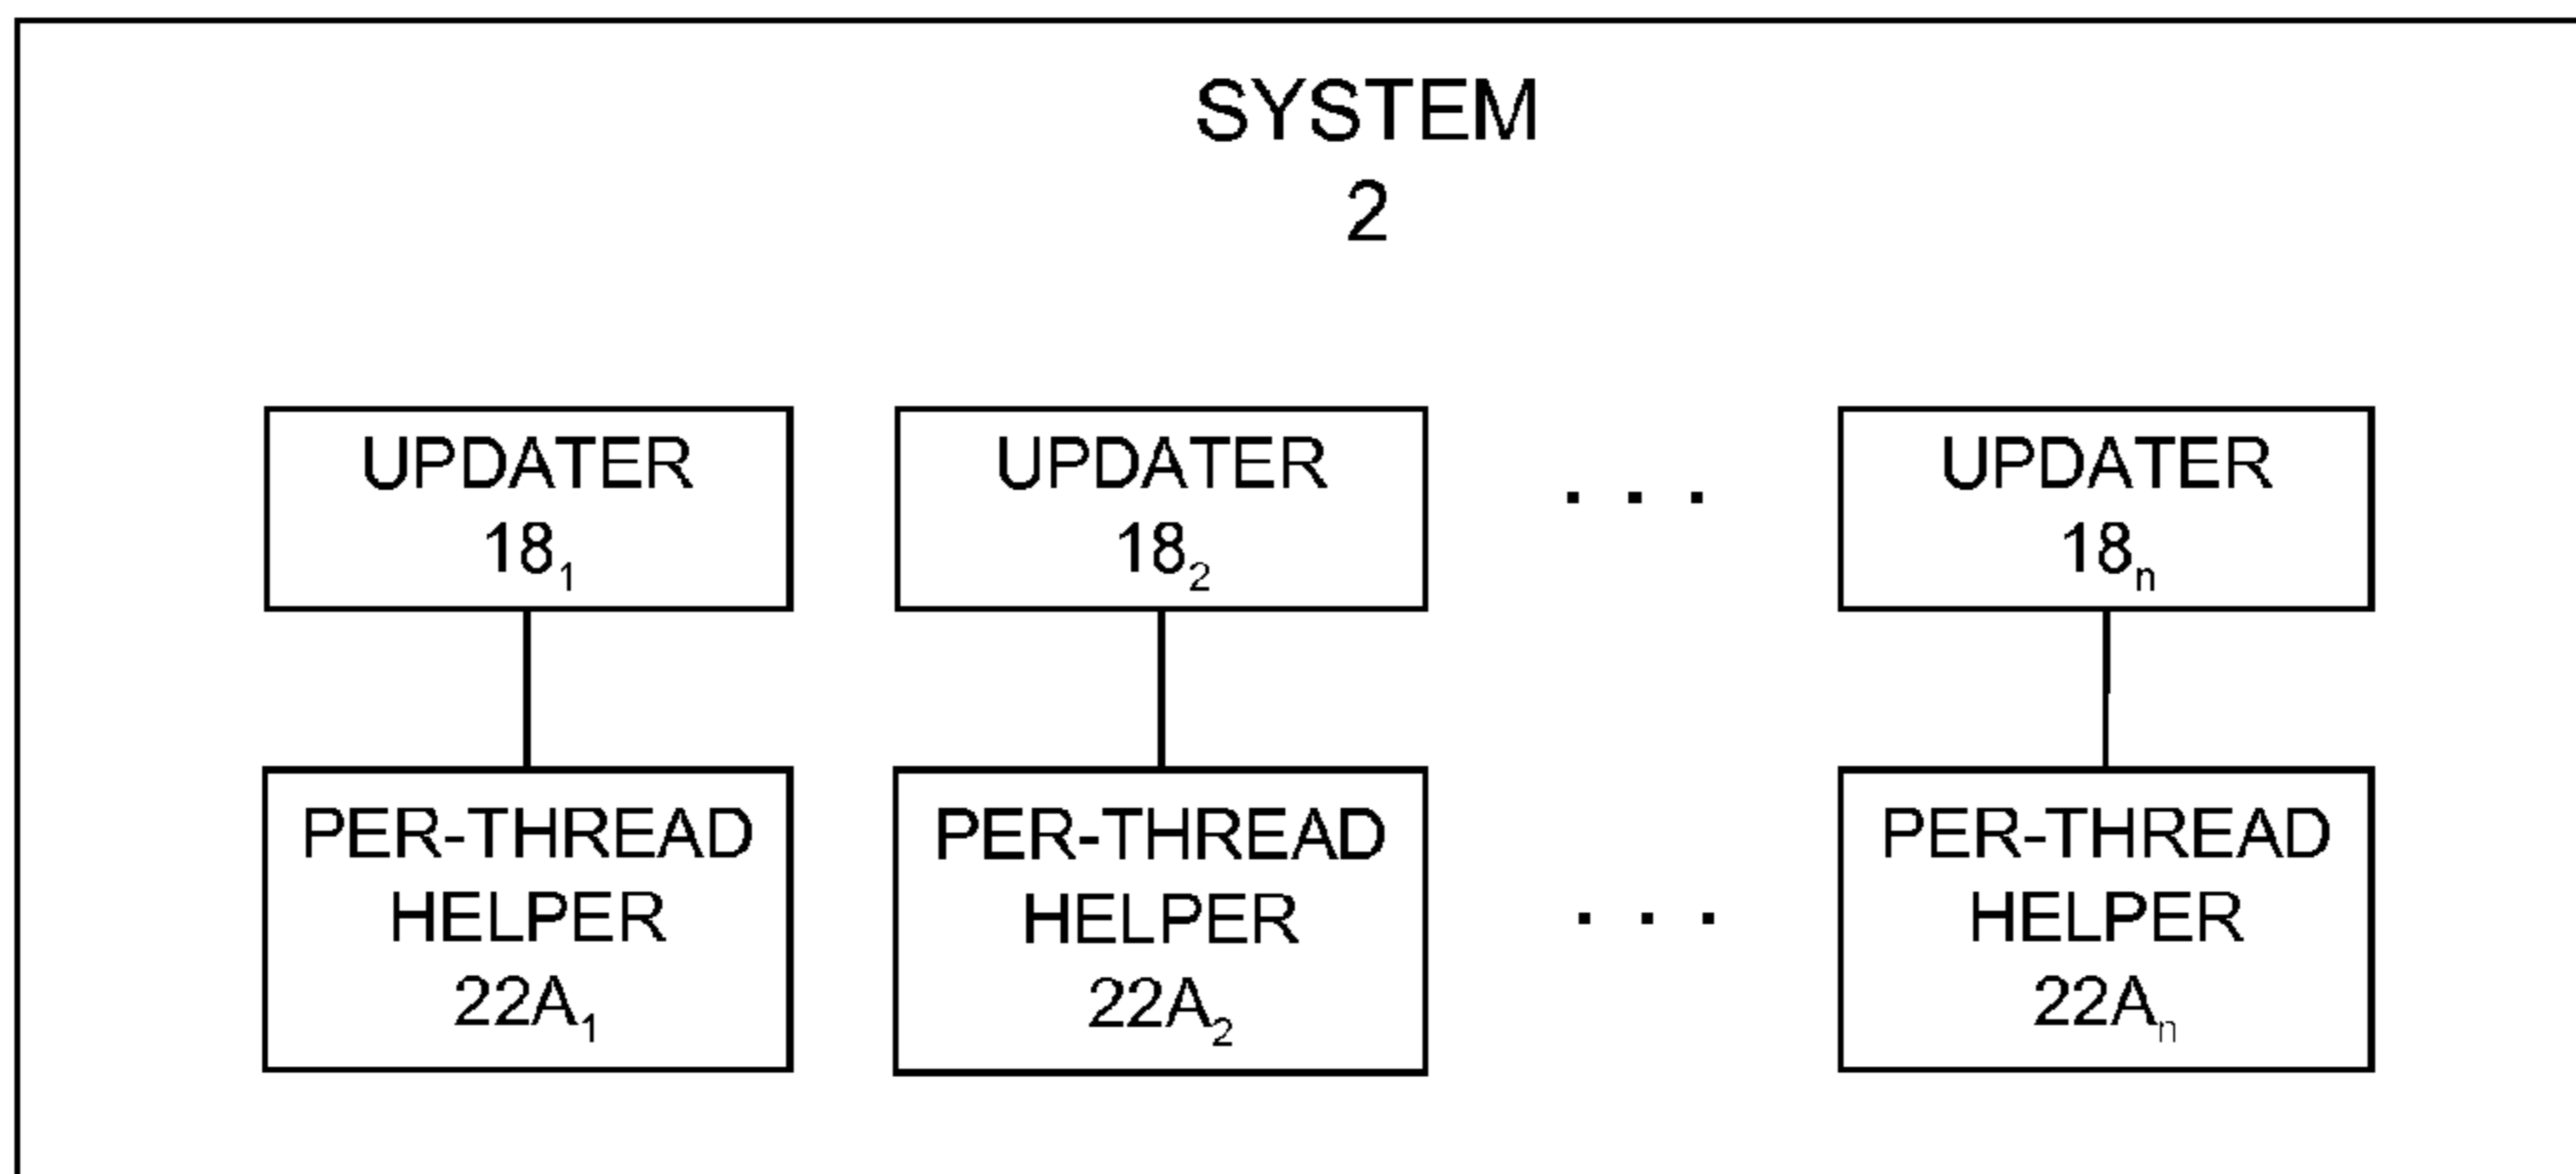 SYSTEM
2
UPDATER UPDATER . . . UPDATER
18₁ 18₂ 18ₙ
PER-THREAD PER-THREAD PER-THREAD
HELPER HELPER . . . HELPER
22A₁ 22A₂ 22Aₙ